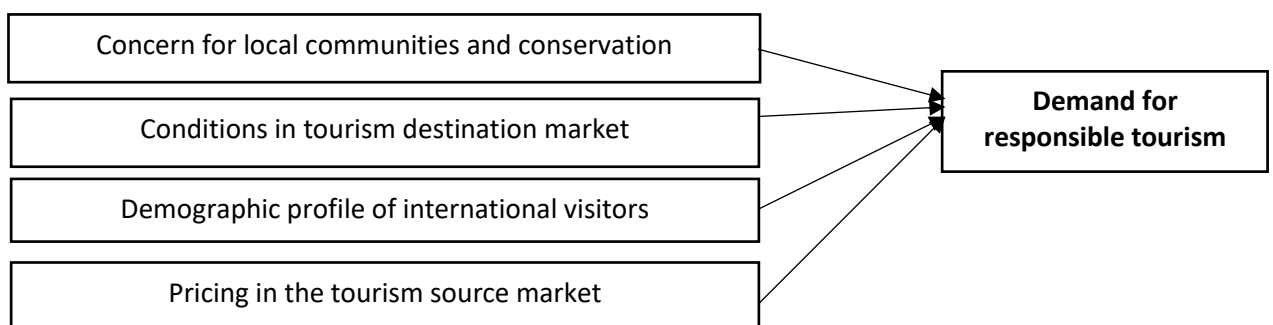 Concern for local communities and conservation
Conditions in tourism destination market
Demographic profile of international visitors
Pricing in the tourism source market
Demand for
responsible tourism